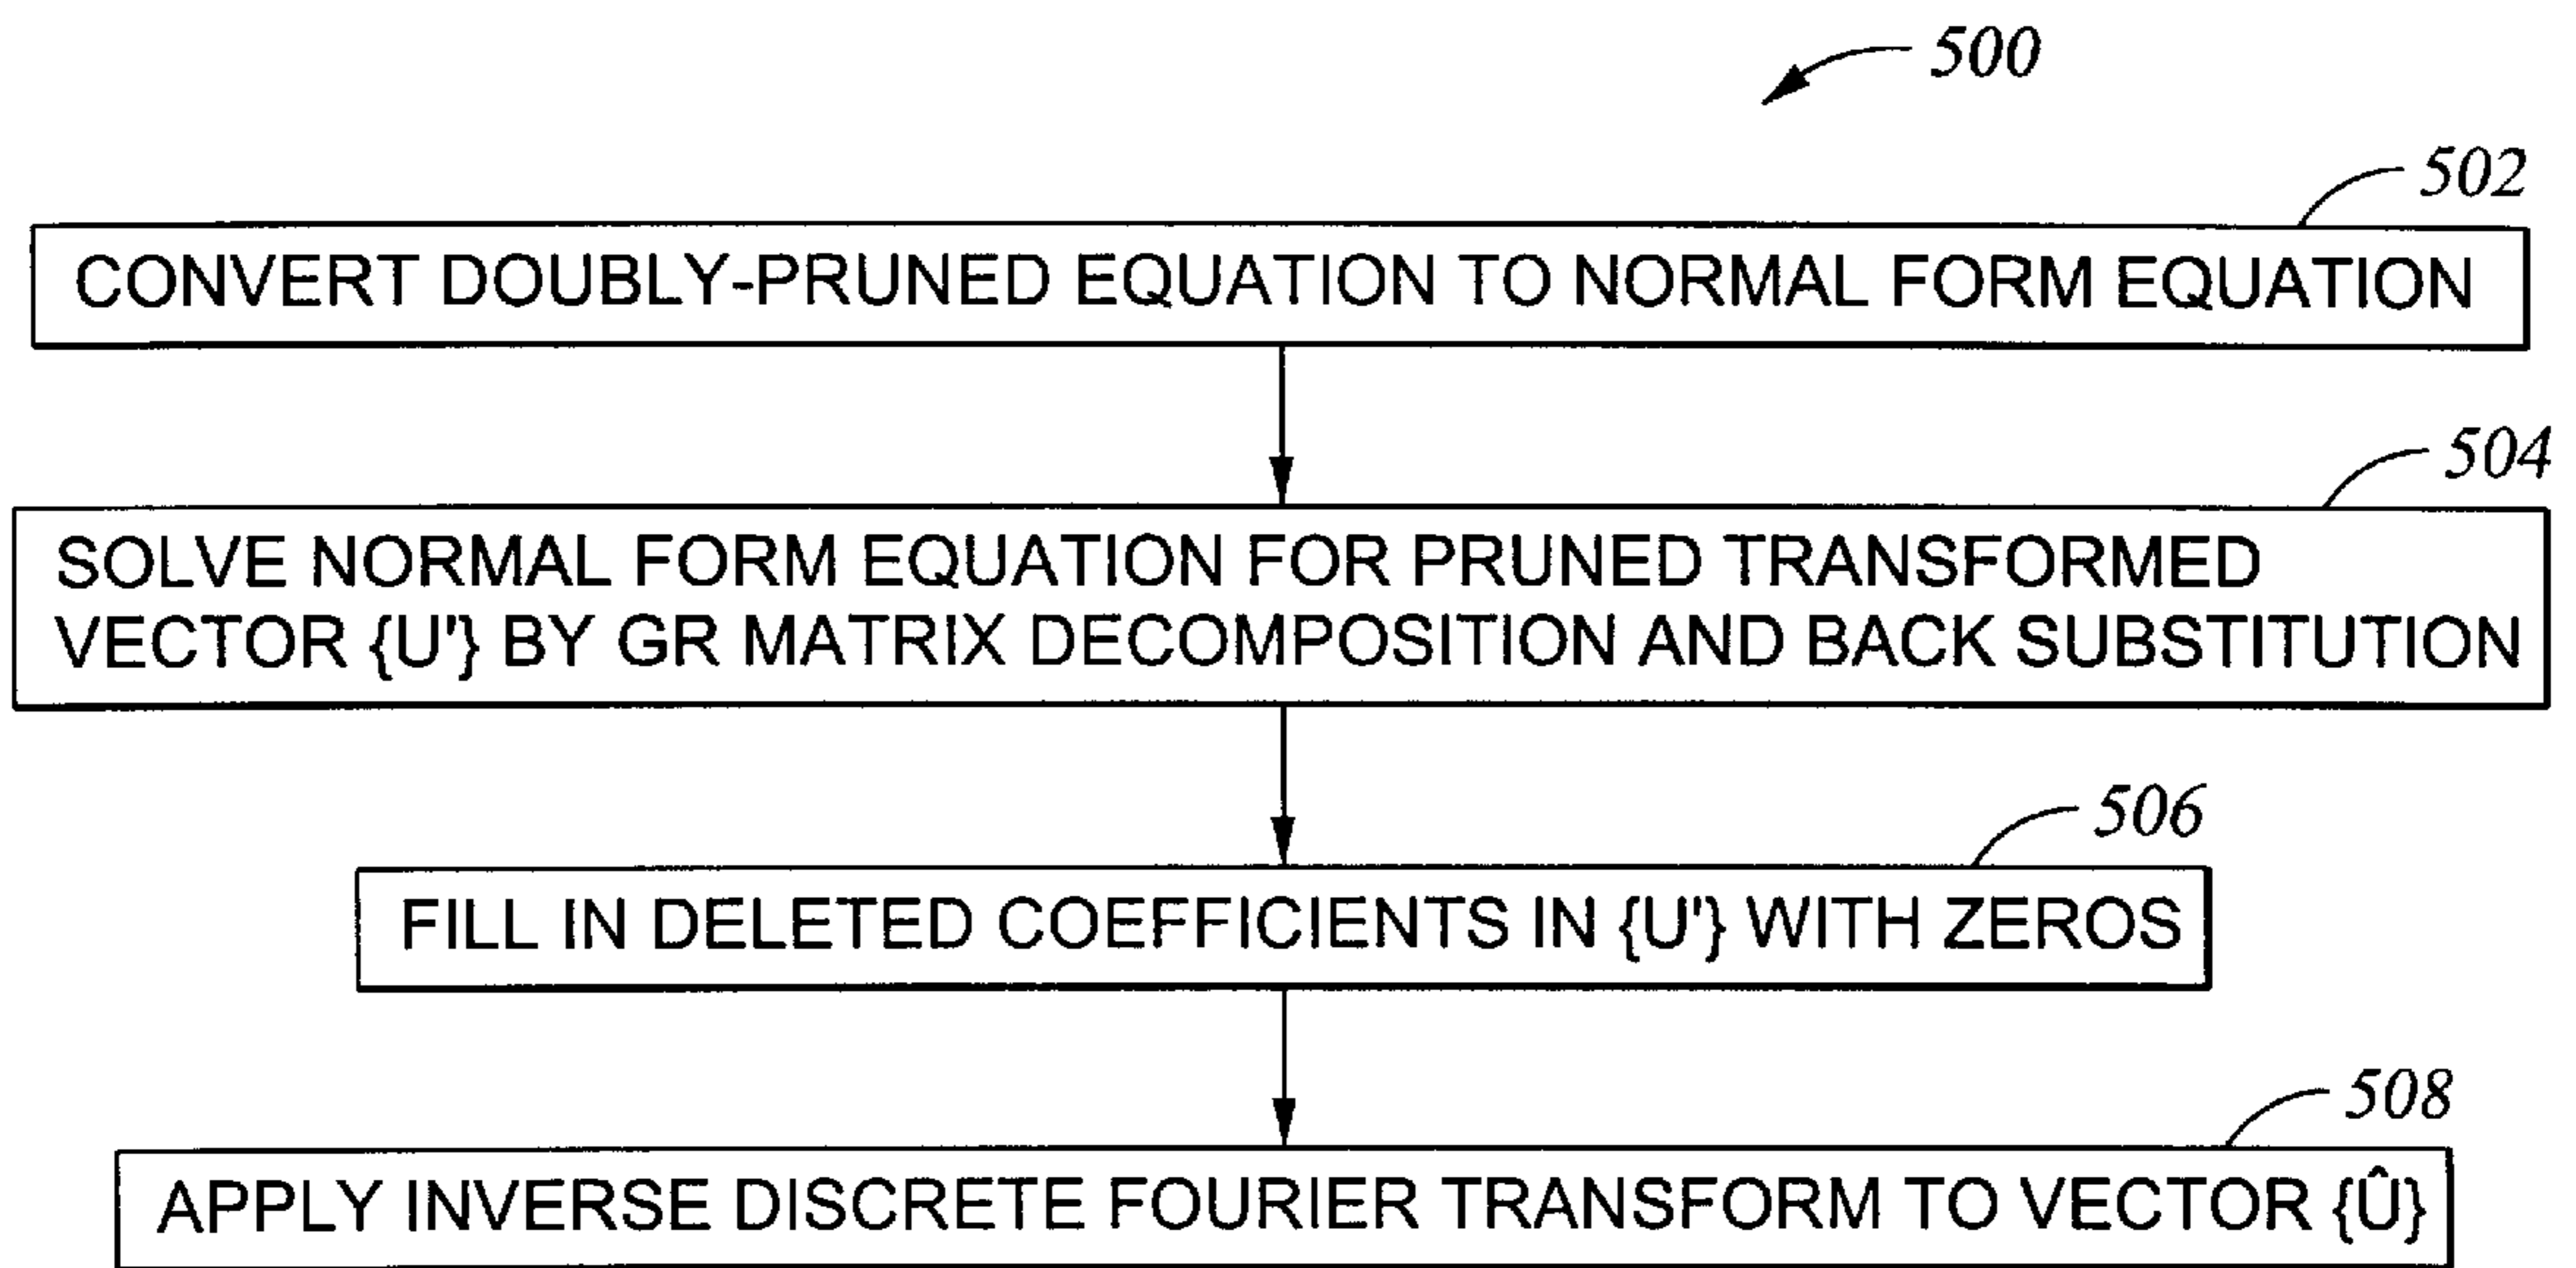 500
502
CONVERT DOUBLY-PRUNED EQUATION TO NORMAL FORM EQUATION
504
SOLVE NORMAL FORM EQUATION FOR PRUNED TRANSFORMED
VECTOR {U'} BY GR MATRIX DECOMPOSITION AND BACK SUBSTITUTION
506
FILL IN DELETED COEFFICIENTS IN {U'} WITH ZEROS
508
APPLY INVERSE DISCRETE FOURIER TRANSFORM TO VECTOR {Û}